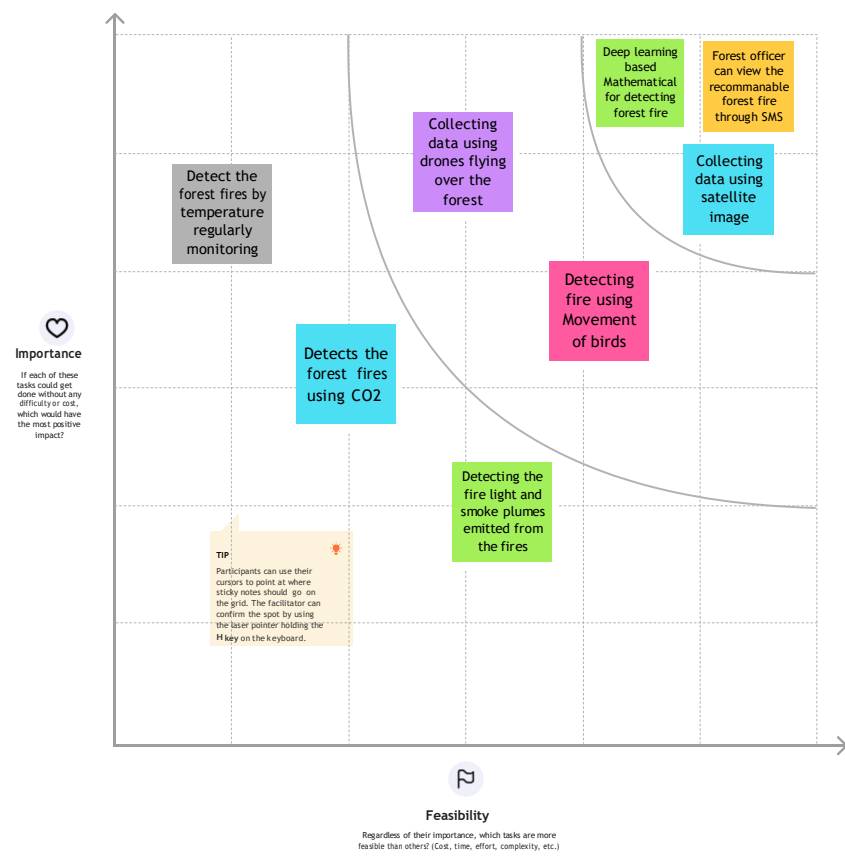 Deep learning
based
Mathematical
for detecting
forest fire
Forest officer
can view the
recommanable
forest fire
through SMS
Collecting
data using
drones flying
over the
forest
Collecting
data using
satellite
image
Detect the
forest fires by
temperature
regularly
monitoring
Detecting
fire using
Movement
of birds
Detects the
forest fires
using CO2
Importance
If each of these
tasks could get
done without any
difficulty or cost,
which would have
the most positive
impact?
Detecting the
fire light and
smoke plumes
emitted from
the fires
TIP
Participants can use their
cursors to point at where
sticky notes should go on
the grid. The facilitator can
confirm the spot by using
the laser pointer holding the
H key on the keyboard.
Feasibility
Regardless of their importance, which tasks are more
feasible than others? (Cost, time, effort, complexity, etc.)